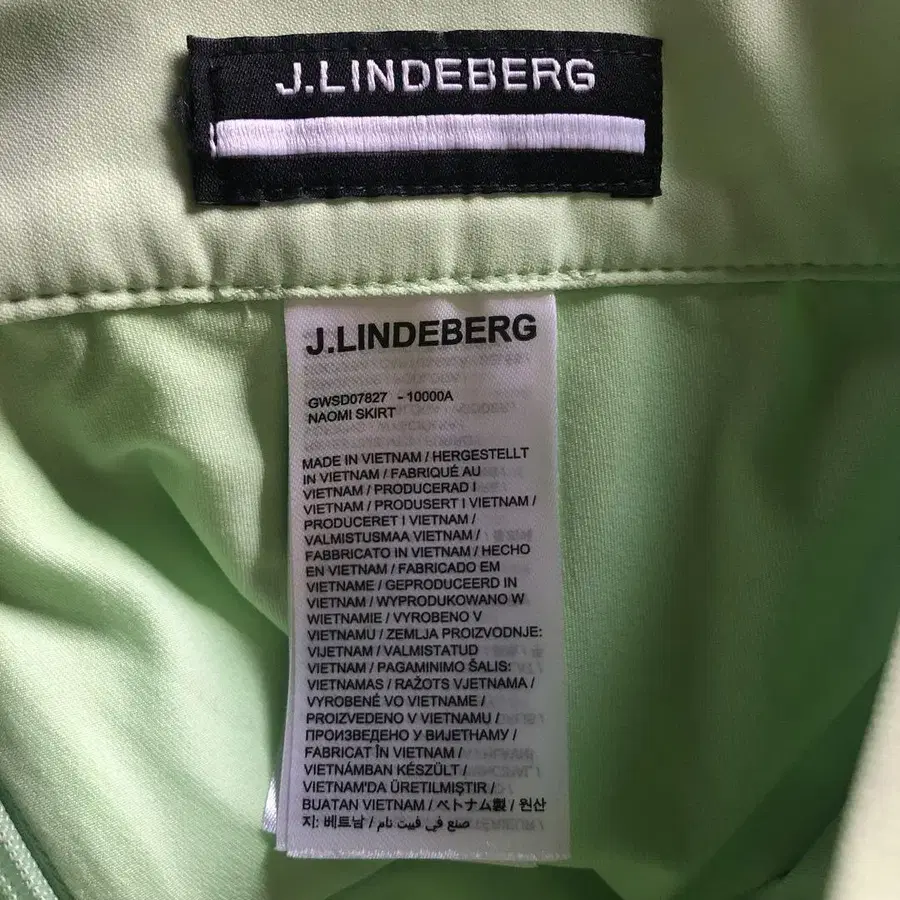 J.LINDEBERG
J.LINDEBERG
GWSD07827 - 10000A
NAOMI SKIRT
MADE IN VIETNAM / HERGESTELLT
IN VIETNAM / FABRIQUÉ AU
VIETNAM / PRODUCERAD I
VIETNAM / PRODUSERT I VIETNAM /
PRODUCERET I VIETNAM /
VALMISTUSMAA VIETNAM /
FABBRICATO IN VIETNAM / HECHO
EN VIETNAM / FABRICADO EM
VIETNAME / GEPRODUCEERD IN
VIETNAM / WYPRODUKOWANO W
WIETNAMIE / VYROBENO V
VIETNAMU / ZEMLJA PROIZVODNJE:
VIJETNAM / VALMISTATUD
VIETNAM / PAGAMINIMO ŠALIS:
VIETNAMAS / RAŽOTS VJETNAMA /
VYROBENÉ VO VIETNAME /
PROIZVEDENO V VIETNAMU /
ПРОИЗВЕДЕНО У ВИЈЕТНАМУ /
FABRICAT ÎN VIETNAM /
VIETNÁMBAN KÉSZÜLT /
VIETNAM'DA ÜRETILMIŞTIR /
BUATAN VIETNAM / ベトナム製 / 원산
지: 베트남 / صنع في فييت نام